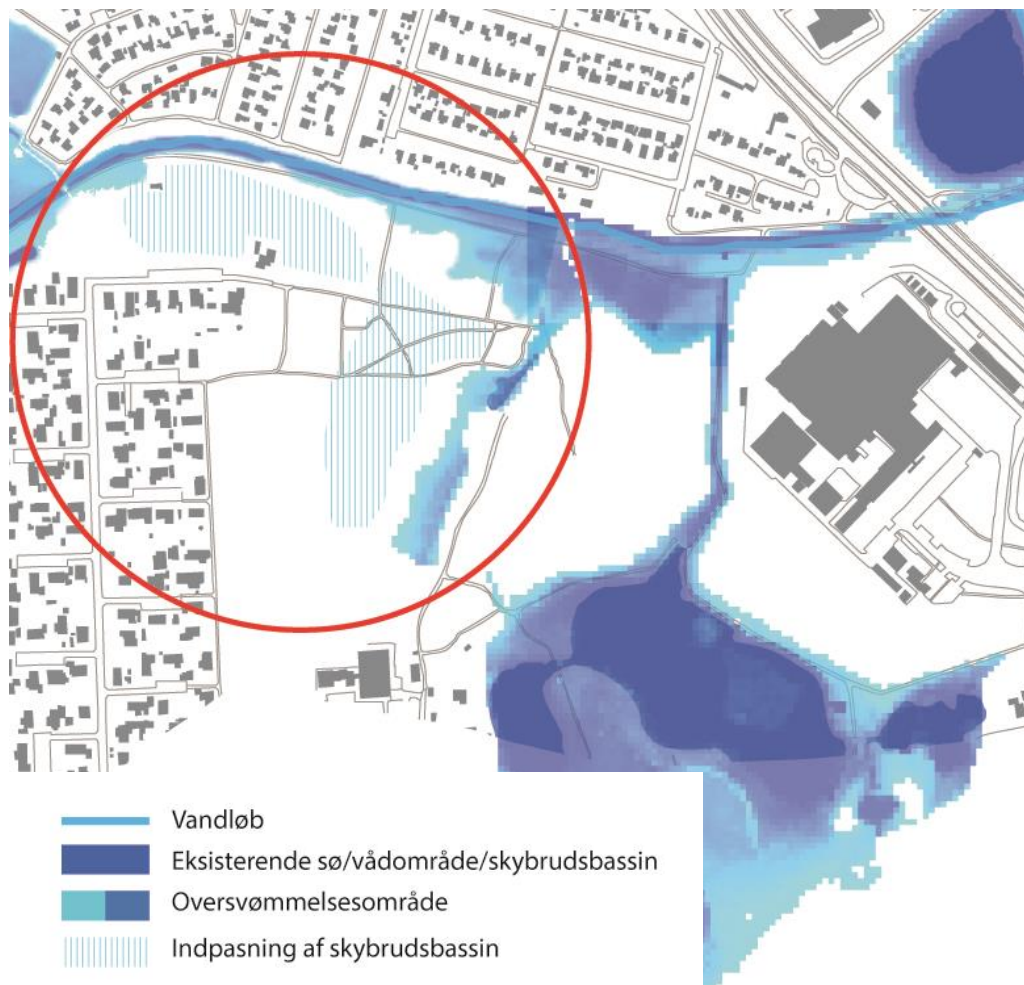 Vandløb
Eksisterende sø/vådområde/skybrudsbassin
Oversvømmelsesområde
Indpasning af skybrudsbassin